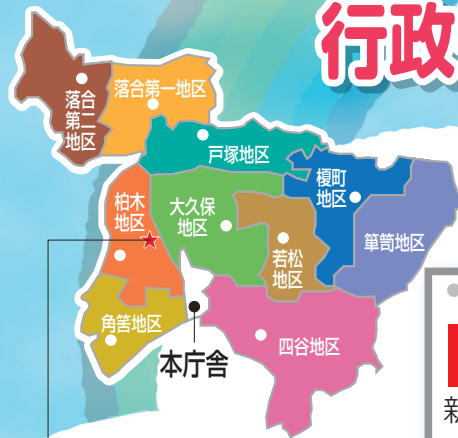 行政
落合
第二
地区
落合第一地区
戸塚地区
榎町
地区
柏木
地区
大久保
地区
若松
地区
箪笥地区
角筈地区
本庁舎
四谷地区
新